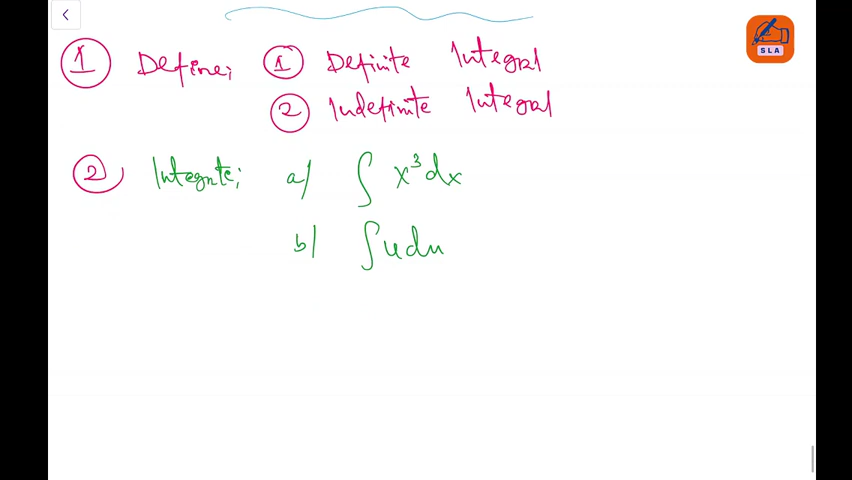 SLA
① Define; ① Definite Integral
② Indefinite Integral
② Integrate; a) ∫ x³dx
b) ∫ udu